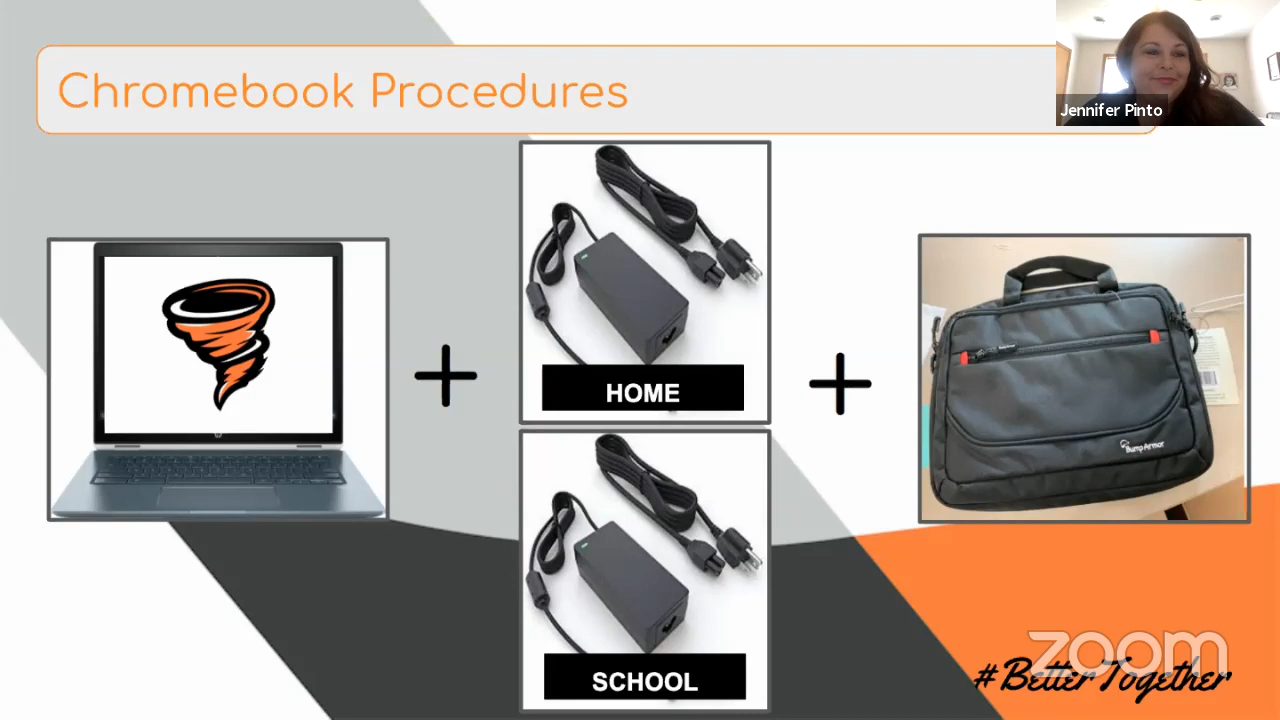 Chromebook Procedures
Jennifer Pinto
HOME
Bump Armor
SCHOOL
zoom
#BetterTogether